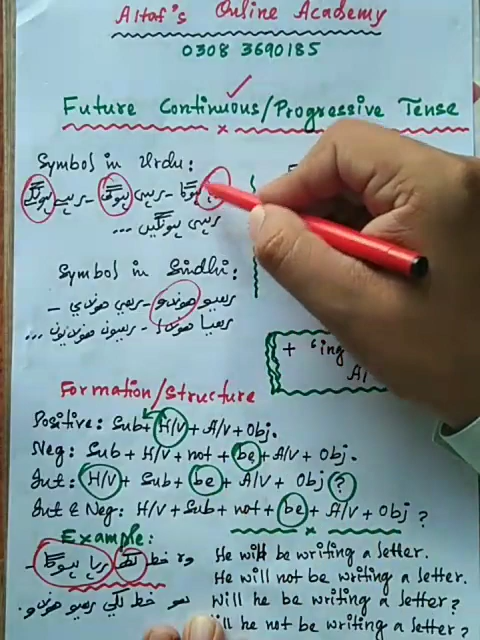 Altaf's Online Academy
0308 3690185
Future Continuous/Progressive Tense
Symbol in Urdu:
ہوگا - رہی ہوگی - رہے ہونگے
رہی ہونگیں ...
Symbol in Sindhi:
رهيو هوندو - رهي هوندي -
رهيا هوندا - رهيون هونديون ...
+ 'ing
Formation/Structure
Positive: Sub + H/V + A/V + Obj.
Neg: Sub + H/V + not + be + A/V + Obj.
Int: H/V + Sub + be + A/V + Obj ?
Int & Neg: H/V + Sub + not + be + A/V + Obj ?
Example:
وہ خط لکھ رہا ہوگا -
He will be writing a letter.
He will not be writing a letter.
هو خط لکي رهيو هوندو.
Will he be writing a letter?
he not be writing a letter?